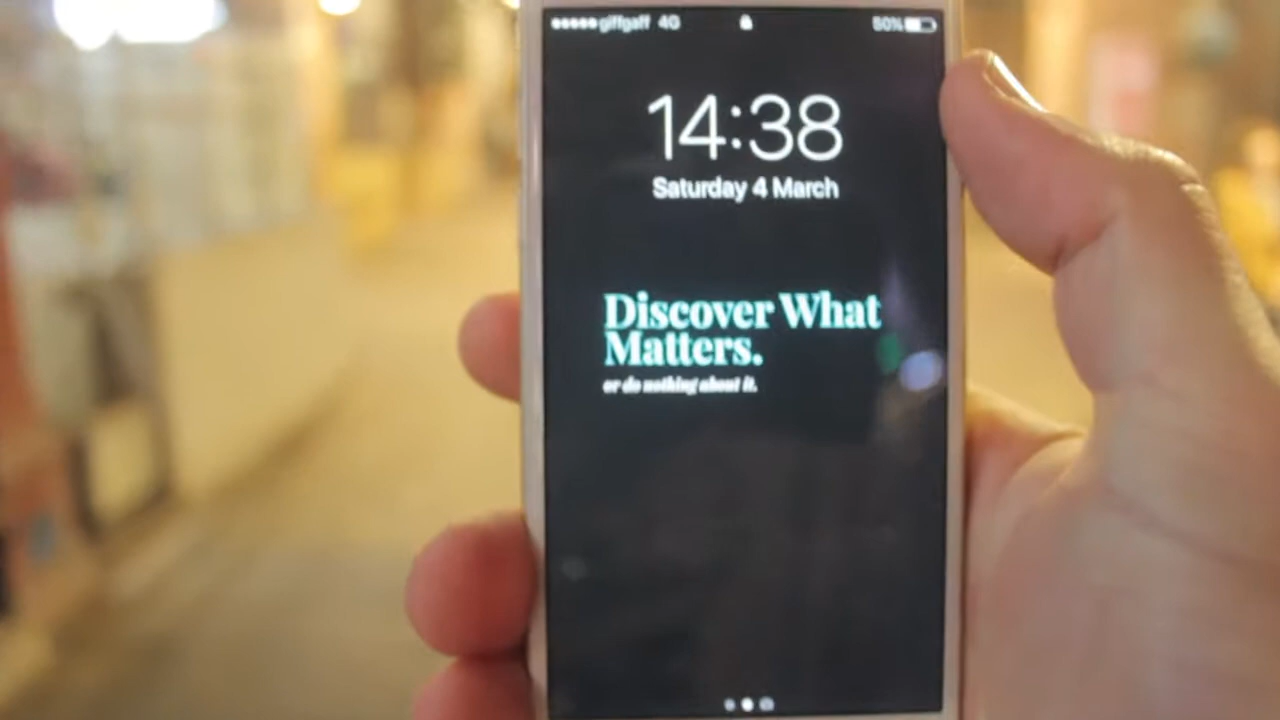 giffgaff 4G 50%
14:38
Saturday 4 March
Discover What
Matters.
or do nothing about it.